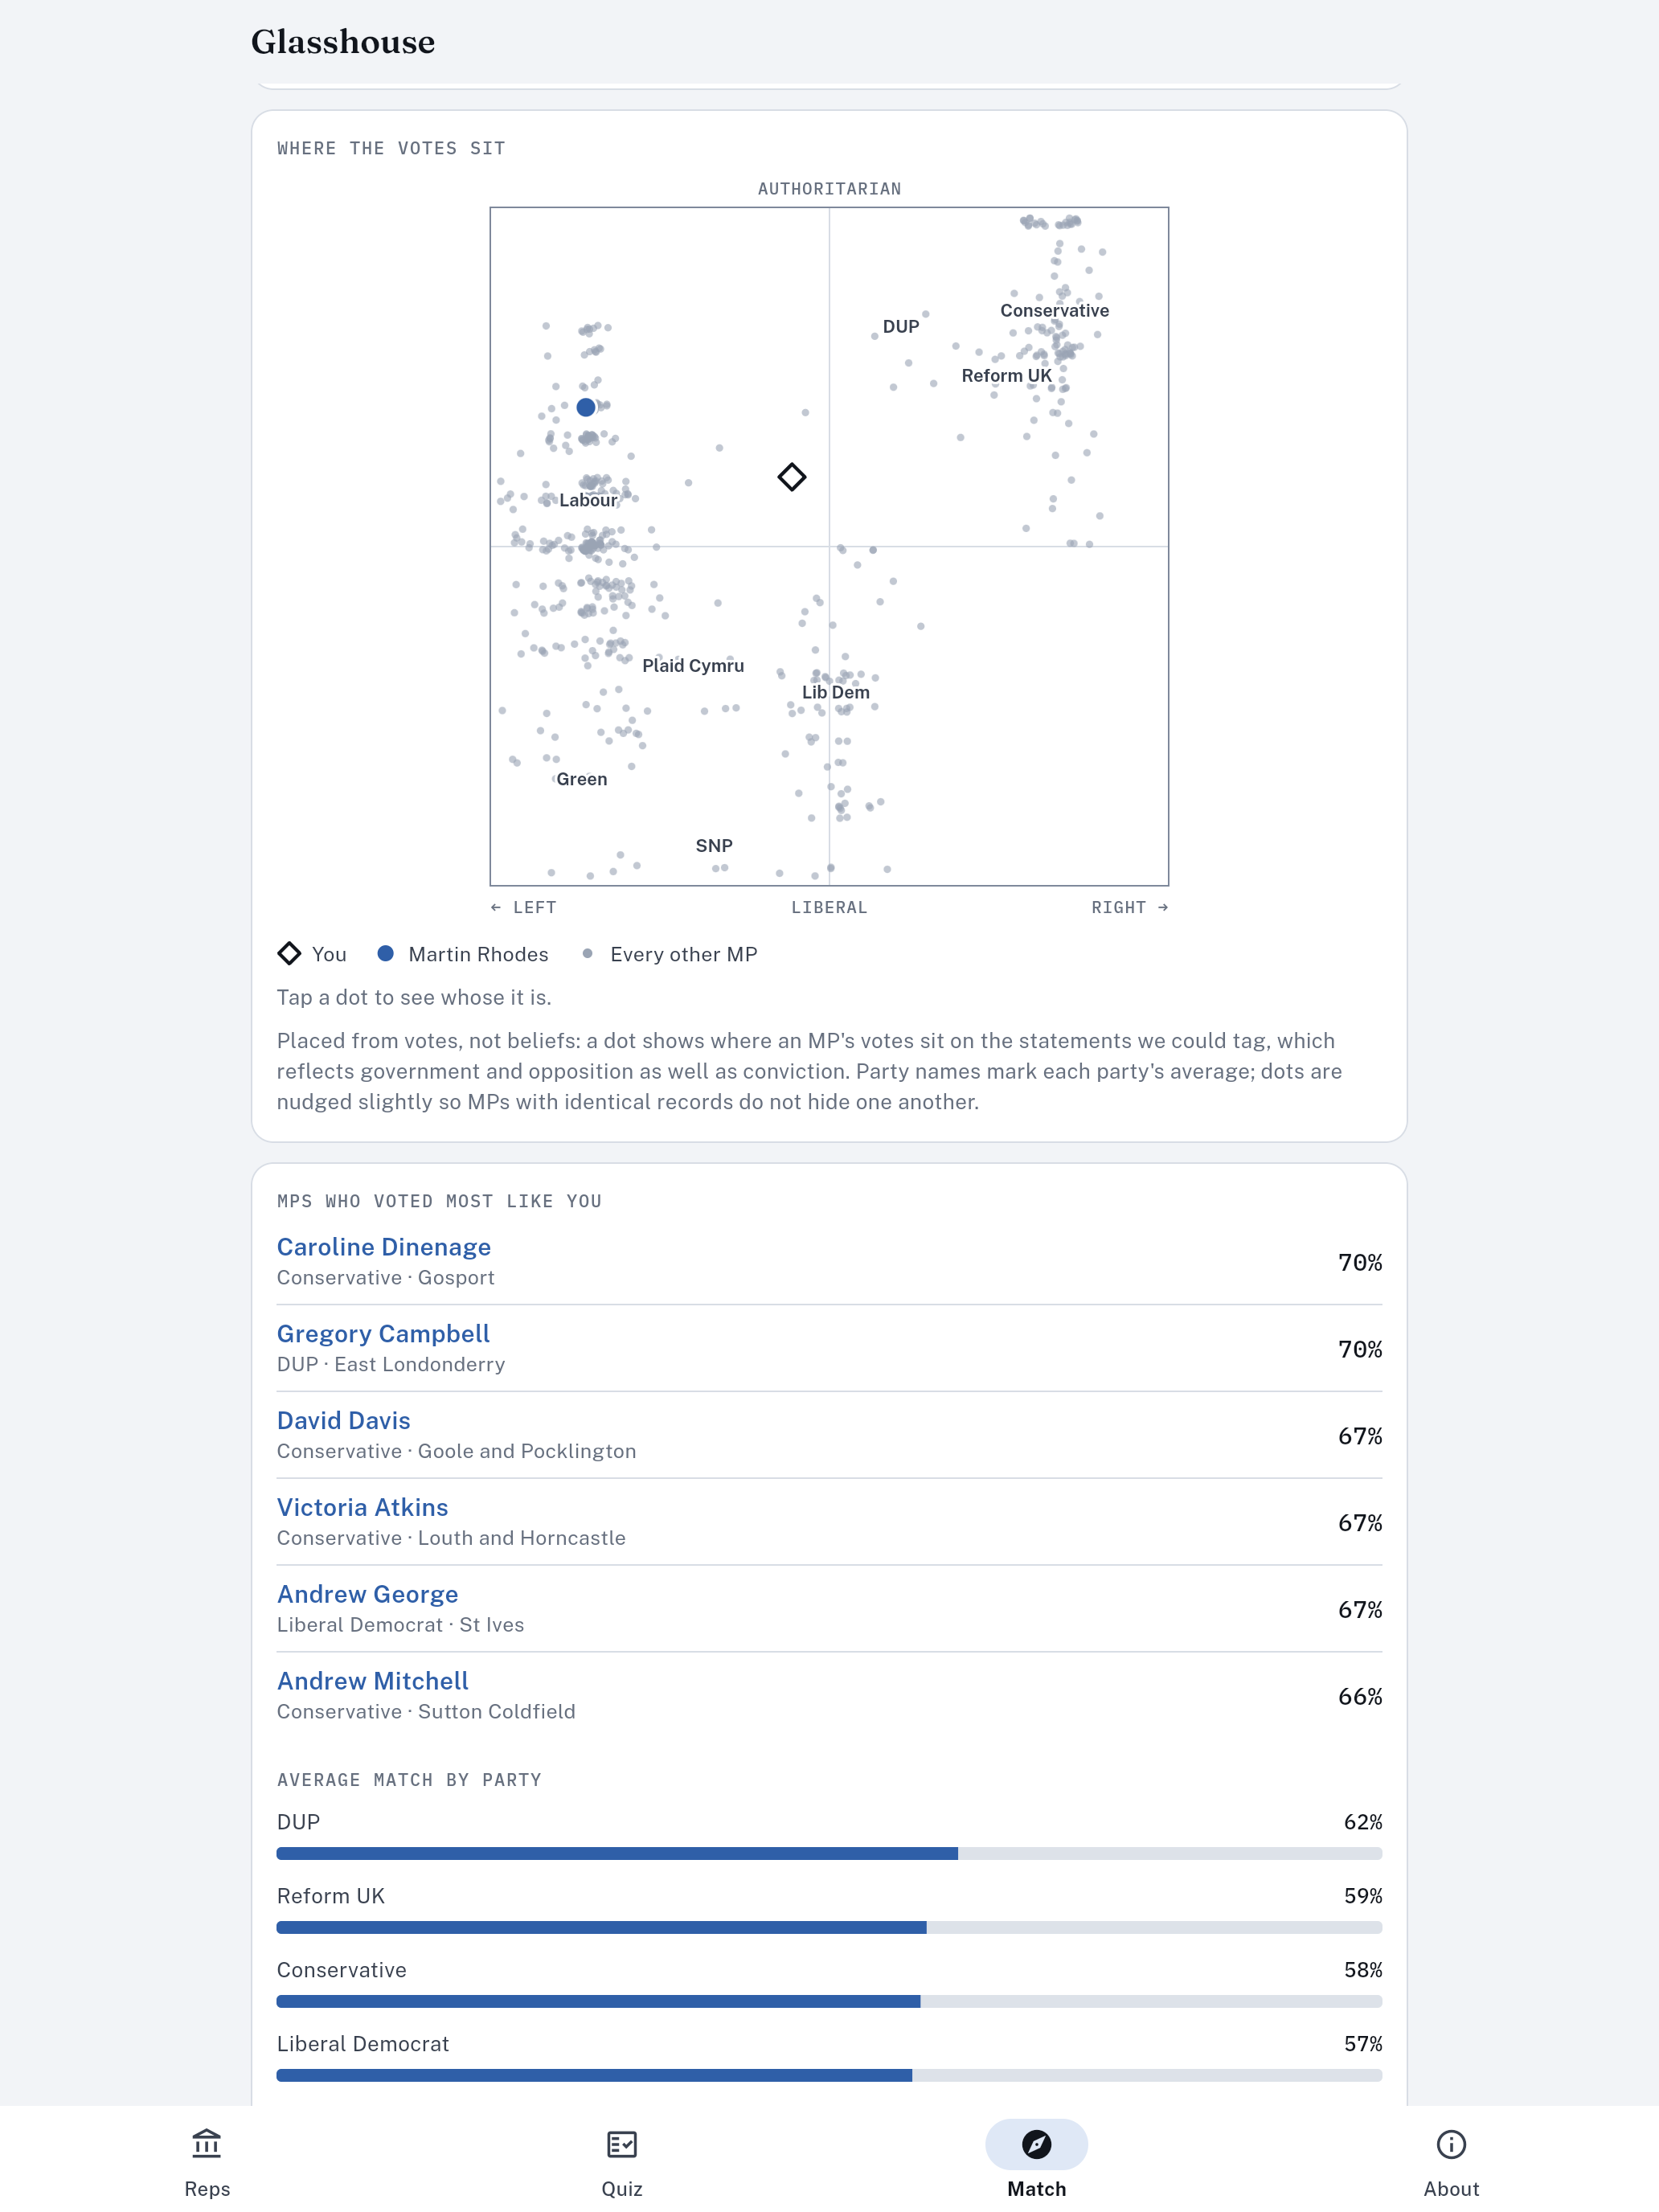 Glasshouse
WHERE THE VOTES SIT
AUTHORITARIAN
Conservative
DUP
Reform UK
Labour
Plaid Cymru
Lib Dem
Green
SNP
← LEFT
LIBERAL
RIGHT →
You
Martin Rhodes
Every other MP
Tap a dot to see whose it is.
Placed from votes, not beliefs: a dot shows where an MP's votes sit on the statements we could tag, which
reflects government and opposition as well as conviction. Party names mark each party's average; dots are
nudged slightly so MPs with identical records do not hide one another.
MPS WHO VOTED MOST LIKE YOU
Caroline Dinenage
Conservative · Gosport
70%
Gregory Campbell
DUP · East Londonderry
70%
David Davis
Conservative · Goole and Pocklington
67%
Victoria Atkins
Conservative · Louth and Horncastle
67%
Andrew George
Liberal Democrat · St Ives
67%
Andrew Mitchell
Conservative · Sutton Coldfield
66%
AVERAGE MATCH BY PARTY
DUP
62%
Reform UK
59%
Conservative
58%
Liberal Democrat
57%
Reps
Quiz
Match
About